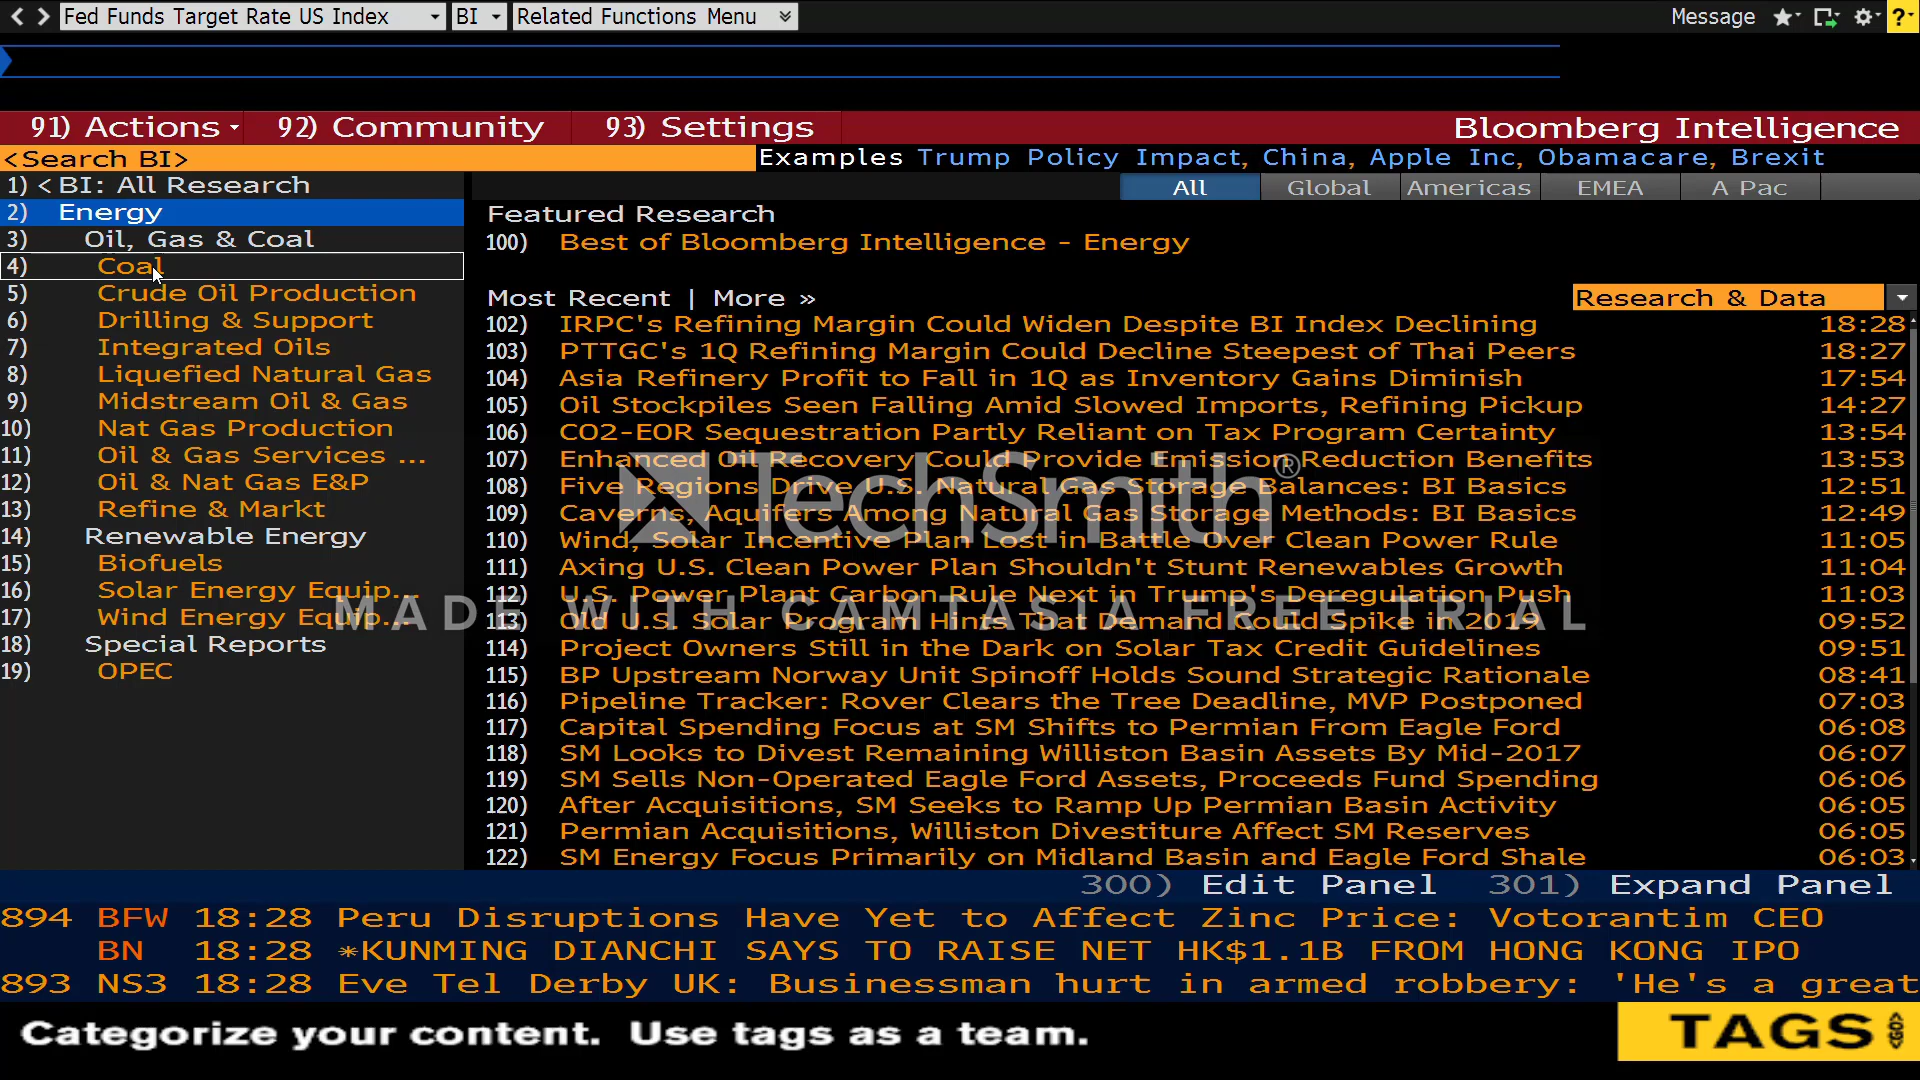 Fed Funds Target Rate US Index BI Related Functions Menu Message ?
91) Actions 92) Community 93) Settings Bloomberg Intelligence
<Search BI> Examples Trump Policy Impact, China, Apple Inc, Obamacare, Brexit
1) < BI: All Research All Global Americas EMEA A Pac
2) Energy
3) Oil, Gas & Coal
4) Coal
5) Crude Oil Production
6) Drilling & Support
7) Integrated Oils
8) Liquefied Natural Gas
9) Midstream Oil & Gas
10) Nat Gas Production
11) Oil & Gas Services ...
12) Oil & Nat Gas E&P
13) Refine & Markt
14) Renewable Energy
15) Biofuels
16) Solar Energy Equip...
17) Wind Energy Equip...
18) Special Reports
19) OPEC
Featured Research
100) Best of Bloomberg Intelligence - Energy
Most Recent | More » Research & Data
102) IRPC's Refining Margin Could Widen Despite BI Index Declining 18:28
103) PTTGC's 1Q Refining Margin Could Decline Steepest of Thai Peers 18:27
104) Asia Refinery Profit to Fall in 1Q as Inventory Gains Diminish 17:54
105) Oil Stockpiles Seen Falling Amid Slowed Imports, Refining Pickup 14:27
106) CO2-EOR Sequestration Partly Reliant on Tax Program Certainty 13:54
107) Enhanced Oil Recovery Could Provide Emission Reduction Benefits 13:53
108) Five Regions Drive U.S. Natural Gas Storage Balances: BI Basics 12:51
109) Caverns, Aquifers Among Natural Gas Storage Methods: BI Basics 12:49
110) Wind, Solar Incentive Plan Lost in Battle Over Clean Power Rule 11:05
111) Axing U.S. Clean Power Plan Shouldn't Stunt Renewables Growth 11:04
112) U.S. Power Plant Carbon Rule Next in Trump's Deregulation Push 11:03
113) Old U.S. Solar Program Hints That Demand Could Spike in 2019 09:52
114) Project Owners Still in the Dark on Solar Tax Credit Guidelines 09:51
115) BP Upstream Norway Unit Spinoff Holds Sound Strategic Rationale 08:41
116) Pipeline Tracker: Rover Clears the Tree Deadline, MVP Postponed 07:03
117) Capital Spending Focus at SM Shifts to Permian From Eagle Ford 06:08
118) SM Looks to Divest Remaining Williston Basin Assets By Mid-2017 06:07
119) SM Sells Non-Operated Eagle Ford Assets, Proceeds Fund Spending 06:06
120) After Acquisitions, SM Seeks to Ramp Up Permian Basin Activity 06:05
121) Permian Acquisitions, Williston Divestiture Affect SM Reserves 06:05
122) SM Energy Focus Primarily on Midland Basin and Eagle Ford Shale 06:03
TechSmith®
MADE WITH CAMTASIA FREE TRIAL
300) Edit Panel 301) Expand Panel
894 BFW 18:28 Peru Disruptions Have Yet to Affect Zinc Price: Votorantim CEO
BN 18:28 *KUNMING DIANCHI SAYS TO RAISE NET HK$1.1B FROM HONG KONG IPO
893 NS3 18:28 Eve Tel Derby UK: Businessman hurt in armed robbery: 'He's a great
Categorize your content. Use tags as a team. TAGS